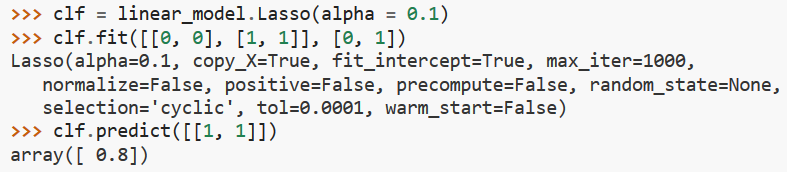 >>> clf = linear_model.Lasso(alpha = 0.1)
>>> clf.fit([[0, 0], [1, 1]], [0, 1])
Lasso(alpha=0.1, copy_X=True, fit_intercept=True, max_iter=1000,
   normalize=False, positive=False, precompute=False, random_state=None,
   selection='cyclic', tol=0.0001, warm_start=False)
>>> clf.predict([[1, 1]])
array([ 0.8])